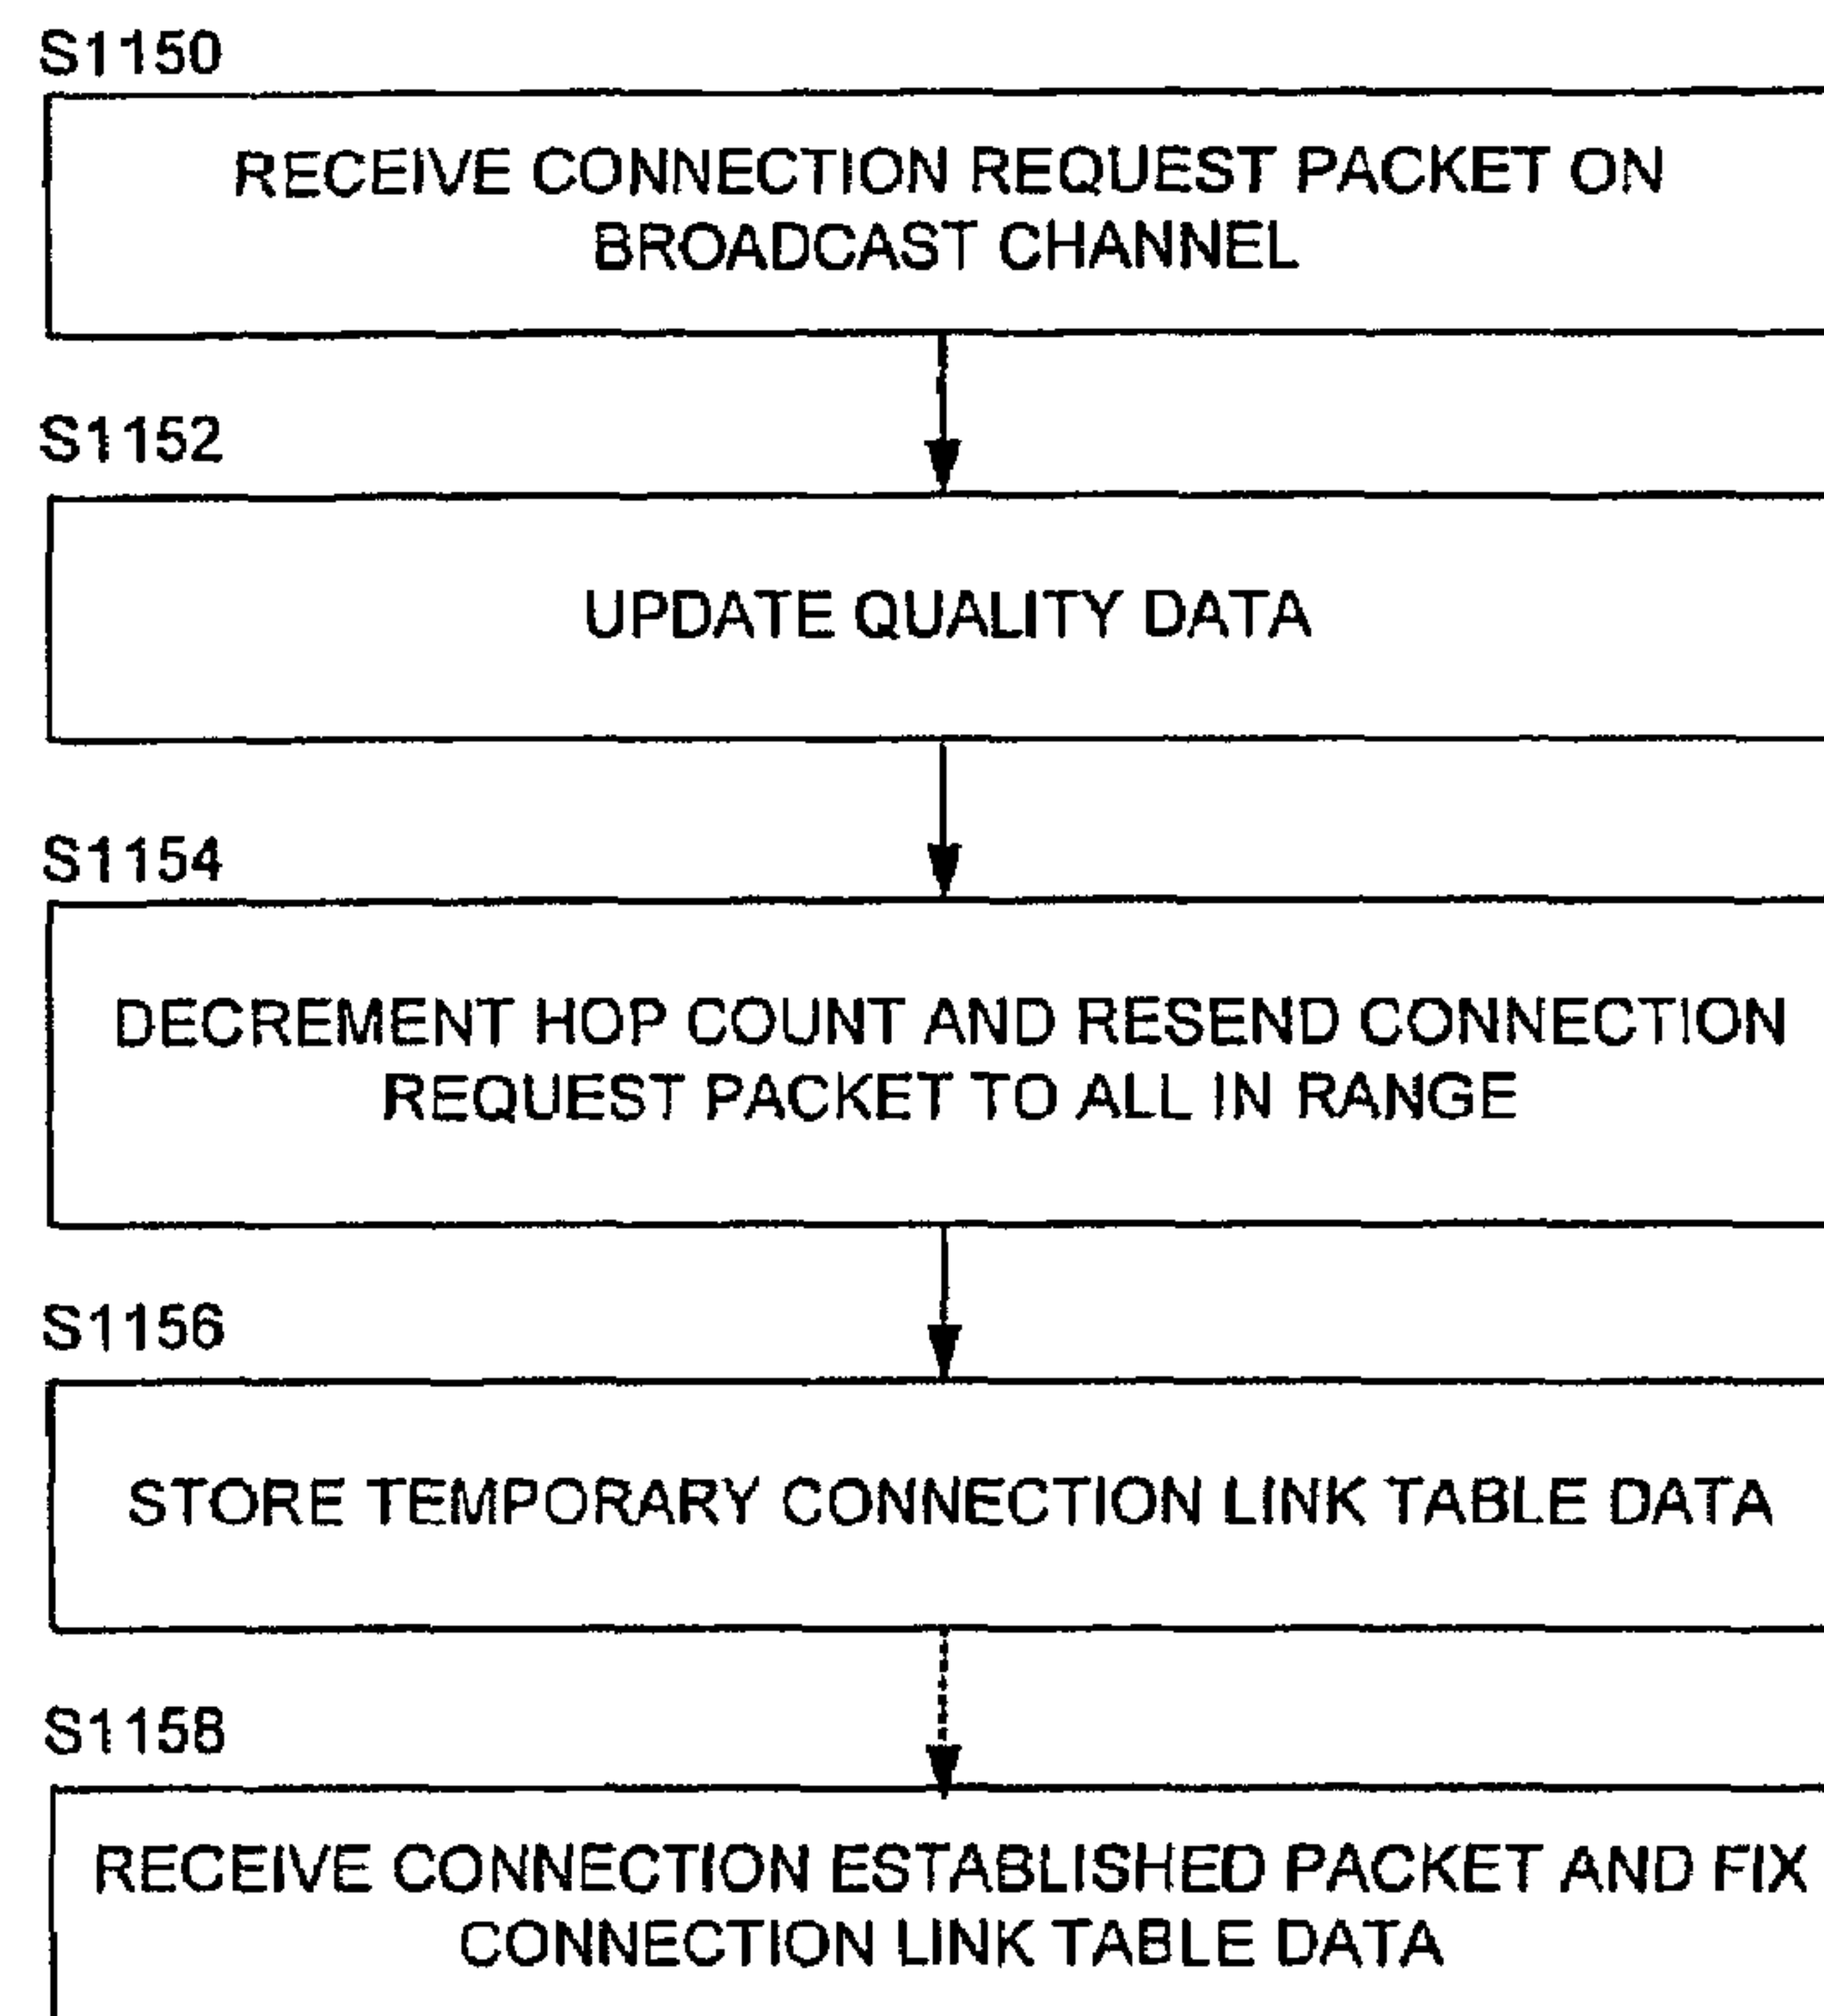 S1150
RECEIVE CONNECTION REQUEST PACKET ON
BROADCAST CHANNEL
S1152
UPDATE QUALITY DATA
S1154
DECREMENT HOP COUNT AND RESEND CONNECTION
REQUEST PACKET TO ALL IN RANGE
S1156
STORE TEMPORARY CONNECTION LINK TABLE DATA
S1158
RECEIVE CONNECTION ESTABLISHED PACKET AND FIX
CONNECTION LINK TABLE DATA